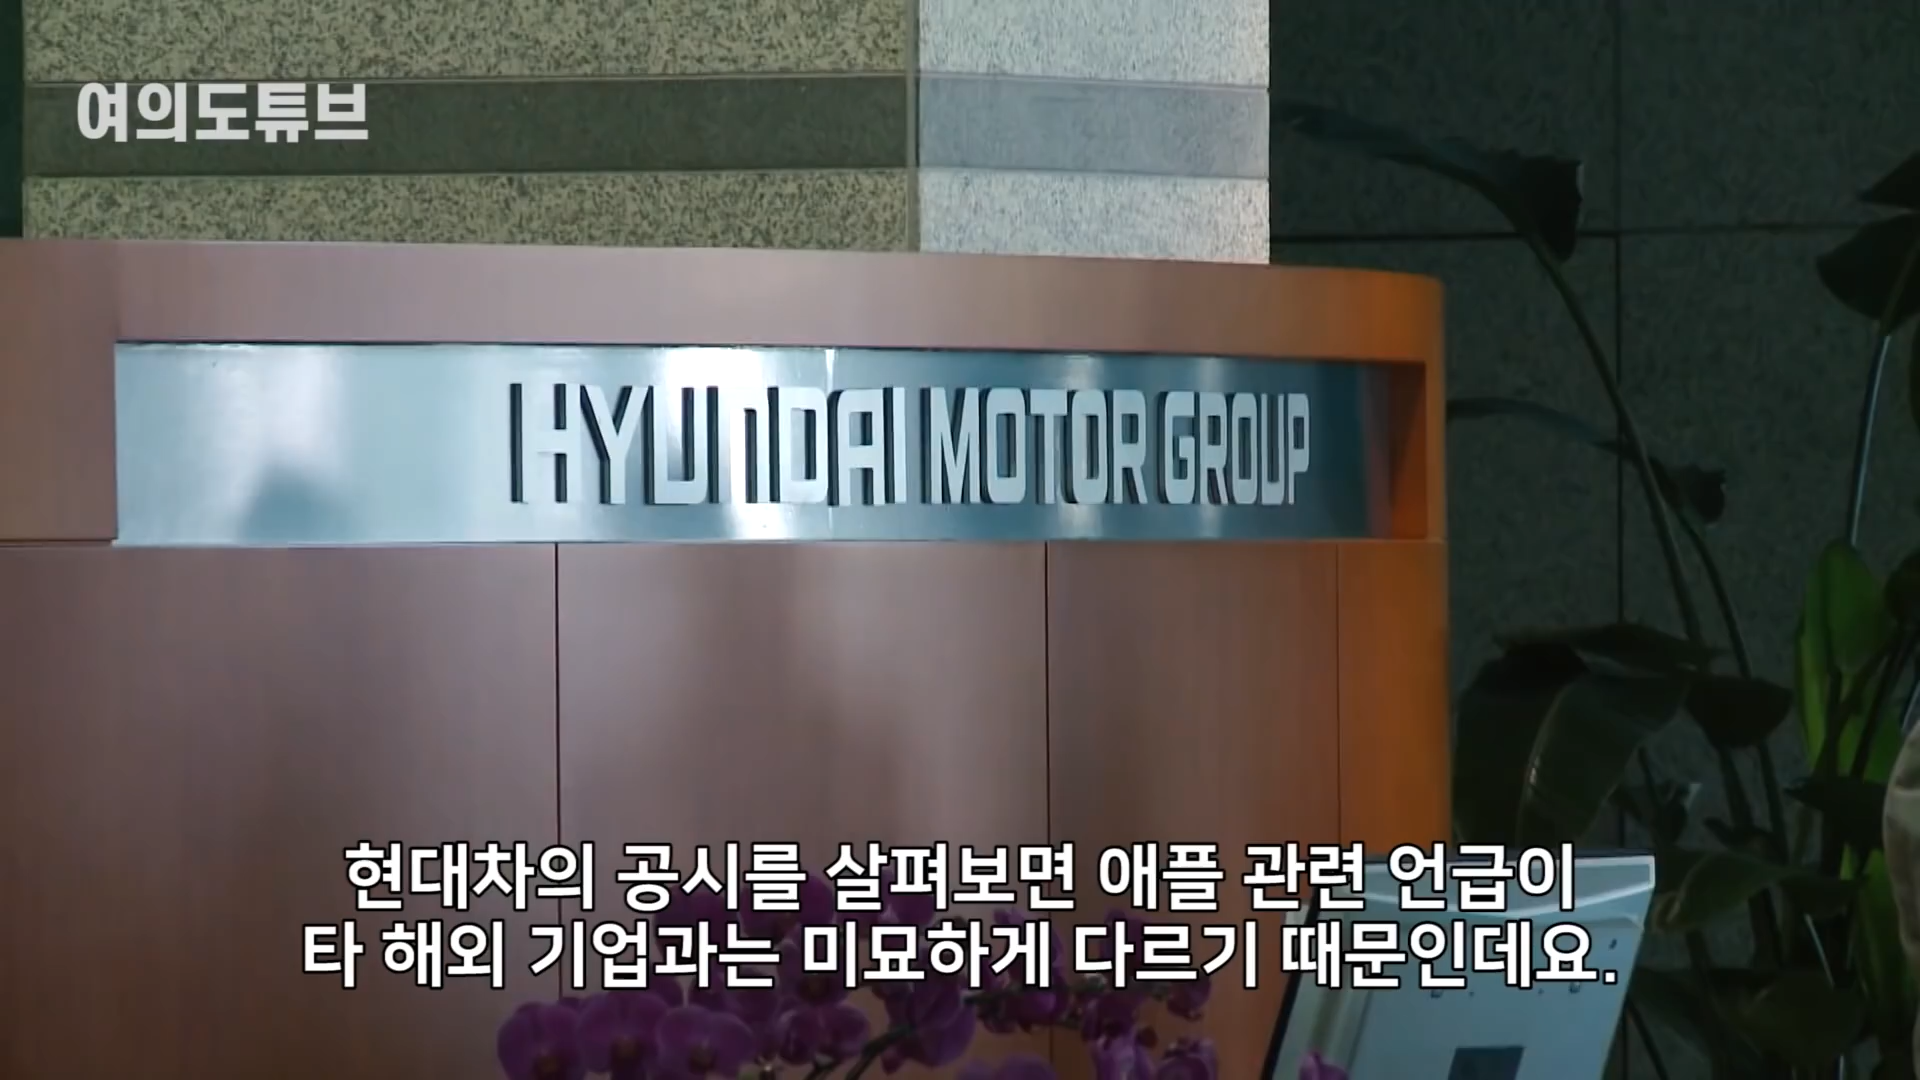 여의도튜브
HYUNDAI MOTOR GROUP
현대차의 공시를 살펴보면 애플 관련 언급이
타 해외 기업과는 미묘하게 다르기 때문인데요.